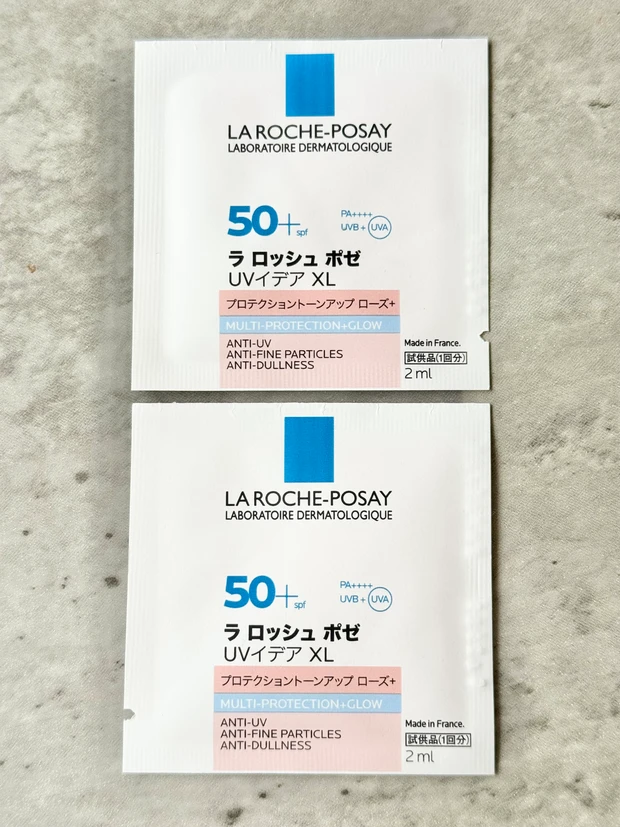 LA ROCHE-POSAY
LABORATOIRE DERMATOLOGIQUE
50+ spf
PA++++
UVB + UVA
ラ ロッシュ ポゼ
UVイデア XL
プロテクショントーンアップ ローズ+
MULTI-PROTECTION+GLOW
ANTI-UV
ANTI-FINE PARTICLES
ANTI-DULLNESS
Made in France.
試供品(1回分)
2 ml
LA ROCHE-POSAY
LABORATOIRE DERMATOLOGIQUE
50+ spf
PA++++
UVB + UVA
ラ ロッシュ ポゼ
UVイデア XL
プロテクショントーンアップ ローズ+
MULTI-PROTECTION+GLOW
ANTI-UV
ANTI-FINE PARTICLES
ANTI-DULLNESS
Made in France.
試供品(1回分)
2 ml